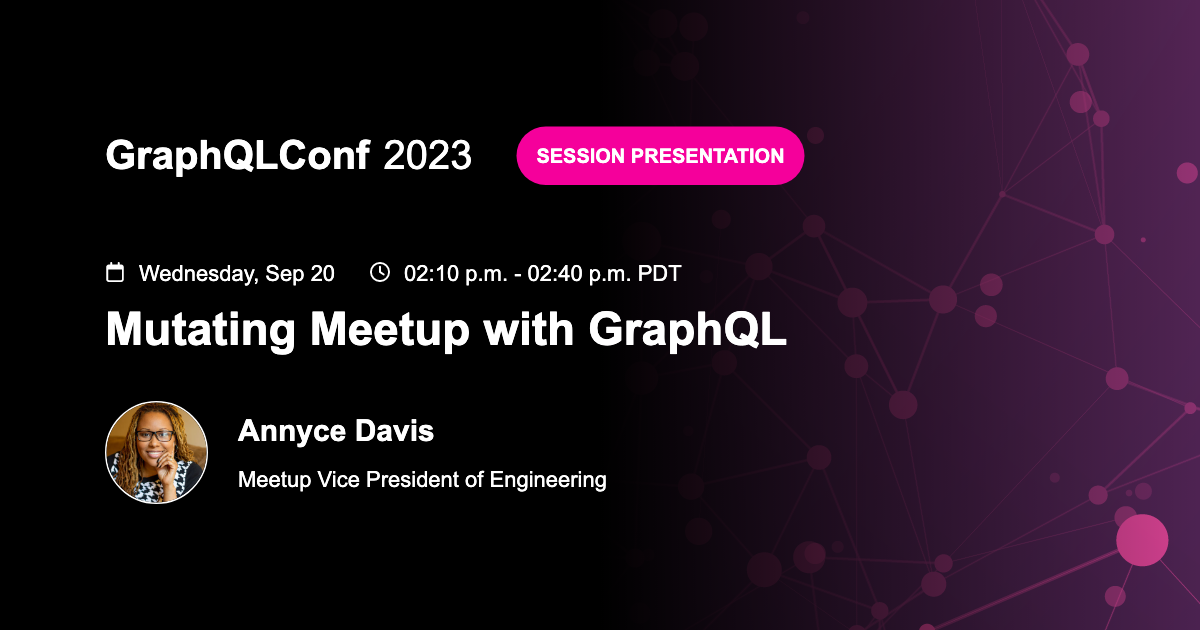 GraphQLConf 2023
SESSION PRESENTATION
Wednesday, Sep 20 02:10 p.m. - 02:40 p.m. PDT
Mutating Meetup with GraphQL
Annyce Davis
Meetup Vice President of Engineering